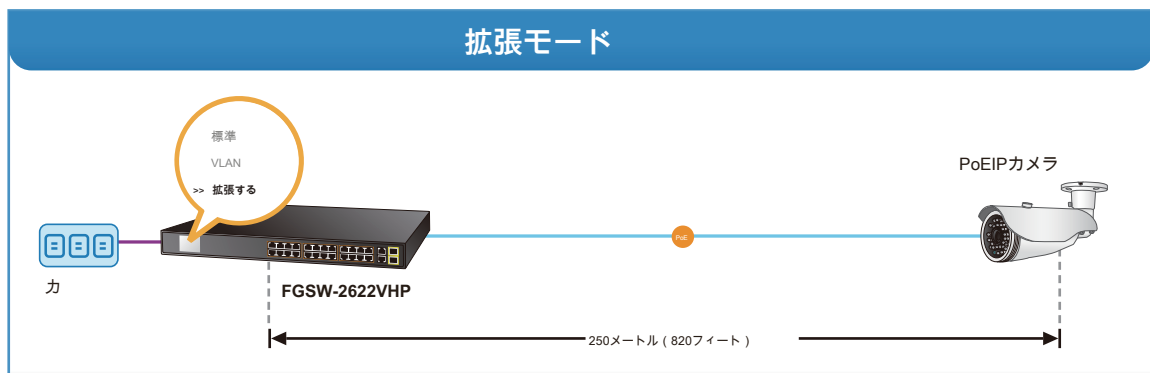 拡張モード
標準
VLAN
>> 拡張する
PoEIPカメラ
PoE
力
FGSW-2622VHP
250メートル ( 820フィート )